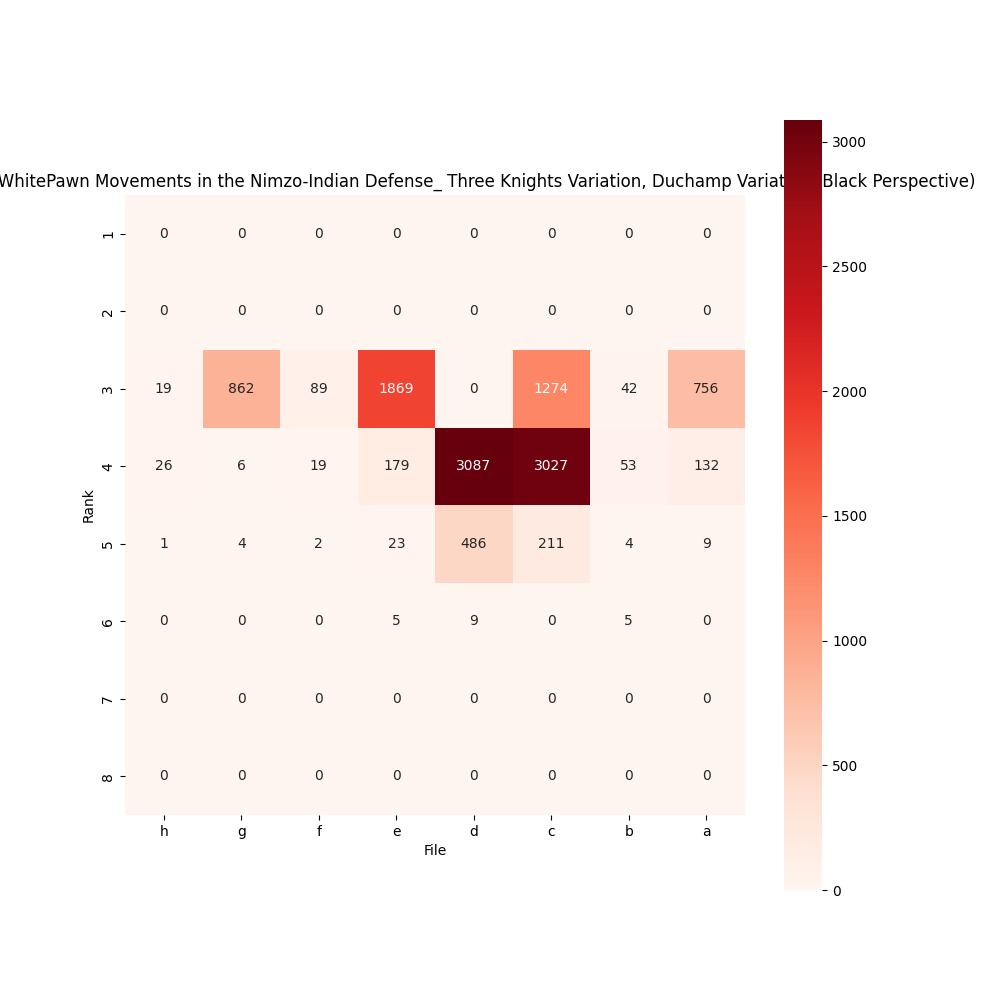 WhitePawn Movements in the Nimzo-Indian Defense_ Three Knights Variation, Duchamp Variat Black Perspective)
3000
2500
2000
1500
1000
500
0
Rank
1 0 0 0 0 0 0 0 0
2 0 0 0 0 0 0 0 0
3 19 862 89 1869 0 1274 42 756
4 26 6 19 179 3087 3027 53 132
5 1 4 2 23 486 211 4 9
6 0 0 0 5 9 0 5 0
7 0 0 0 0 0 0 0 0
8 0 0 0 0 0 0 0 0
h g f e d c b a
File